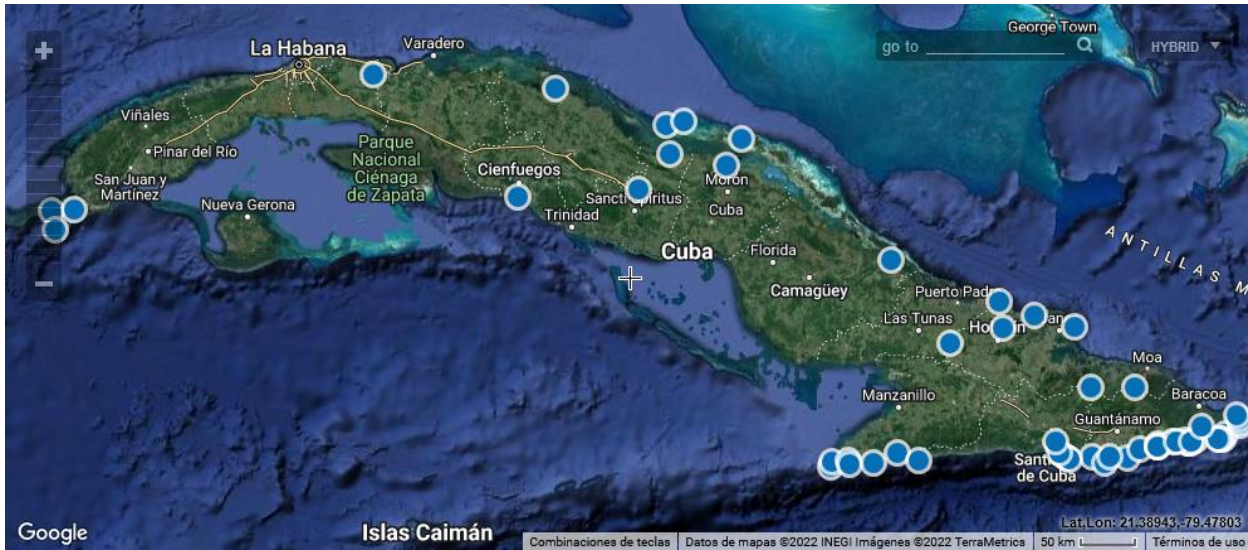 George Town
La Habana
Varadero
go to
HYBRID
Viñales
Pinar del Río
Parque
Nacional
Ciénaga
de Zapata
San Juan y
Martínez
Nueva Gerona
Cienfuegos
Sancti Spíritus
Trinidad
Morón
Cuba
Cuba
Florida
Camagüey
ANTILLAS M
Puerto Padre
Las Tunas
Moa
Manzanillo
Baracoa
Guantánamo
de Cuba
Islas Caimán
Lat,Lon: 21.38943,-79.47803
Google
Combinaciones de teclas
Datos de mapas ©2022 INEGI Imágenes ©2022 TerraMetrics
50 km
Términos de uso